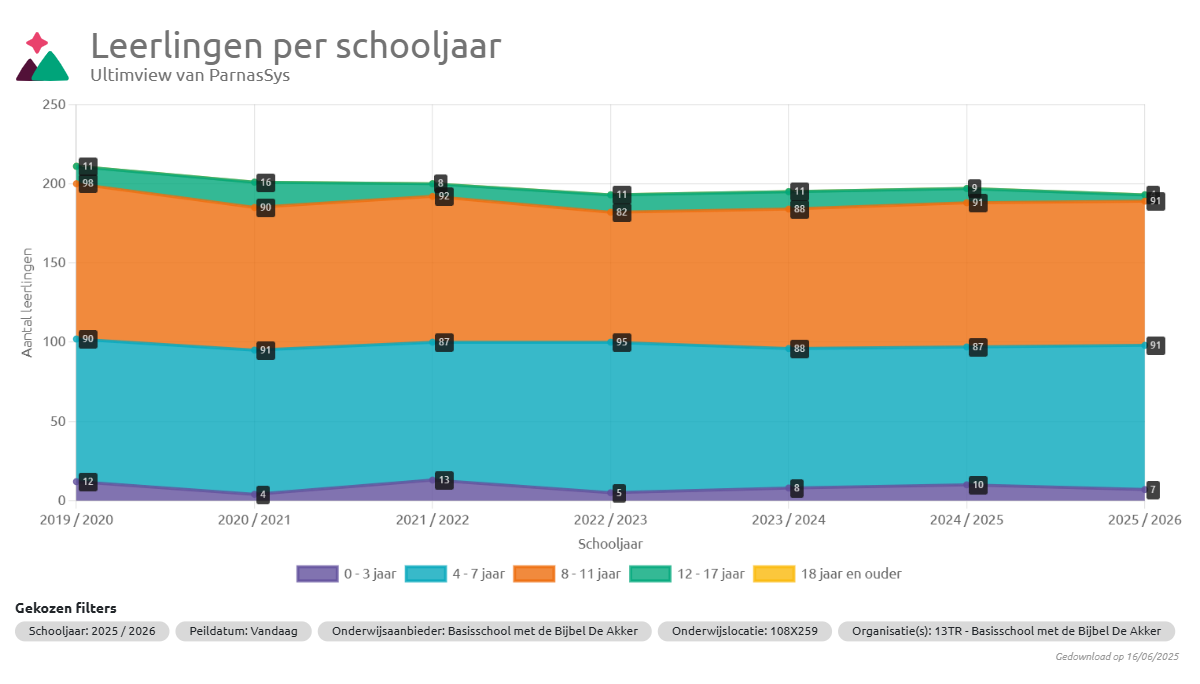 Leerlingen per schooljaar
Ultimview van ParnasSys
250
200
150
100
50
0
Aantal leerlingen
11 16 8 11 11 9
98 90 92 82 88 91 91
90 91 87 95 88 87 91
12 4 13 5 8 10 7
2019 / 2020 2020 / 2021 2021 / 2022 2022 / 2023 2023 / 2024 2024 / 2025 2025 / 2026
Schooljaar
0 - 3 jaar 4 - 7 jaar 8 - 11 jaar 12 - 17 jaar 18 jaar en ouder
Gekozen filters
Schooljaar: 2025 / 2026 Peildatum: Vandaag Onderwijsaanbieder: Basisschool met de Bijbel De Akker Onderwijslocatie: 108X259 Organisatie(s): 13TR - Basisschool met de Bijbel De Akker
Gedownload op 16/06/2025